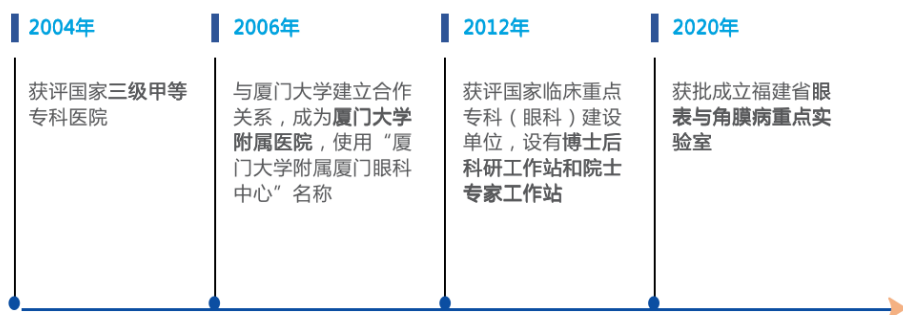 2004年
获评国家三级甲等
专科医院
2006年
与厦门大学建立合作
关系，成为厦门大学
附属医院，使用“厦
门大学附属厦门眼科
中心”名称
2012年
获评国家临床重点
专科（眼科）建设
单位，设有博士后
科研工作站和院士
专家工作站
2020年
获批成立福建省眼
表与角膜病重点实
验室